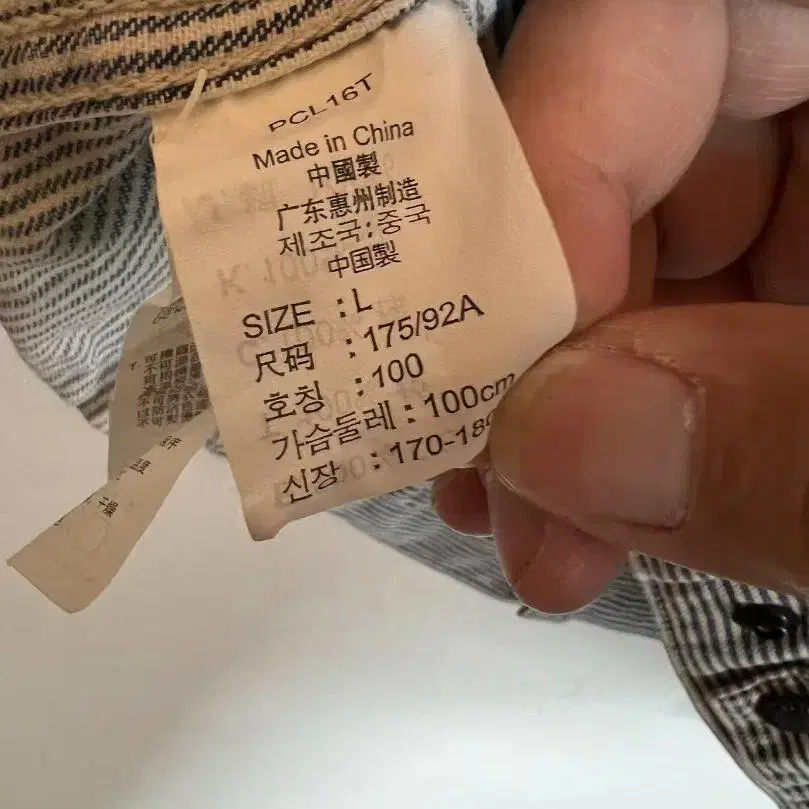 PCL16T
Made in China
中國製
广东惠州制造
제조국:중국
中国製
SIZE :L
尺码 :175/92A
호칭 :100
가슴둘레:100cm
신장 :170-180